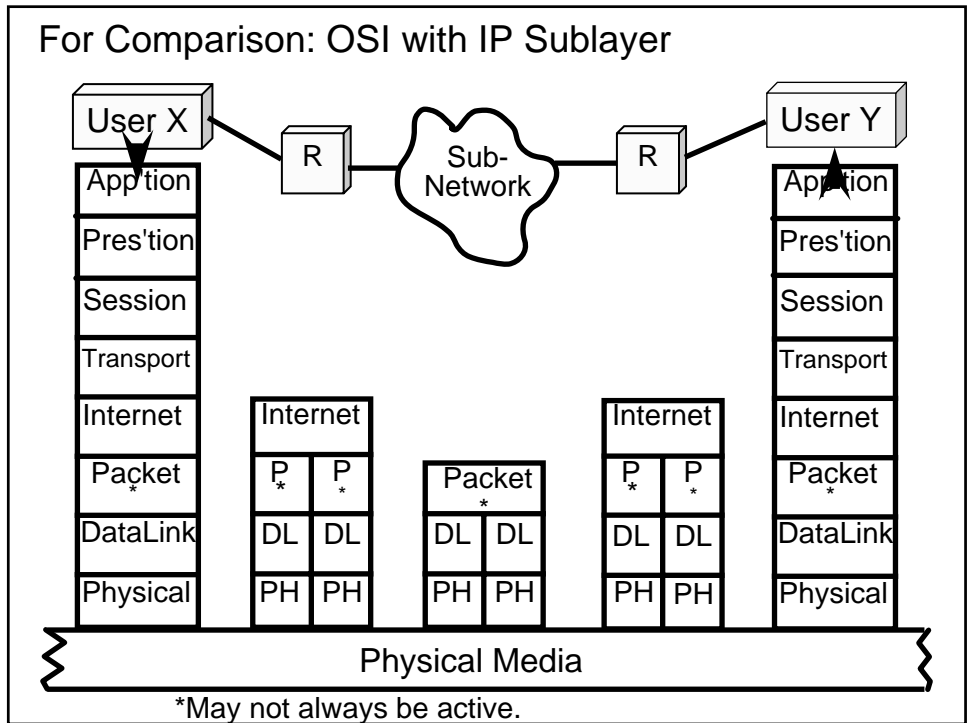 For Comparison: OSI with IP Sublayer
User X
R
Sub-
Network
R
User Y
App'tion
Pres'tion
Session
Transport
Internet
Packet
*
DataLink
Physical
Internet
P
*
P
*
DL
DL
PH
PH
Packet
*
DL
DL
PH
PH
Internet
P
*
P
*
DL
DL
PH
PH
App'tion
Pres'tion
Session
Transport
Internet
Packet
*
DataLink
Physical
Physical Media
*May not always be active.